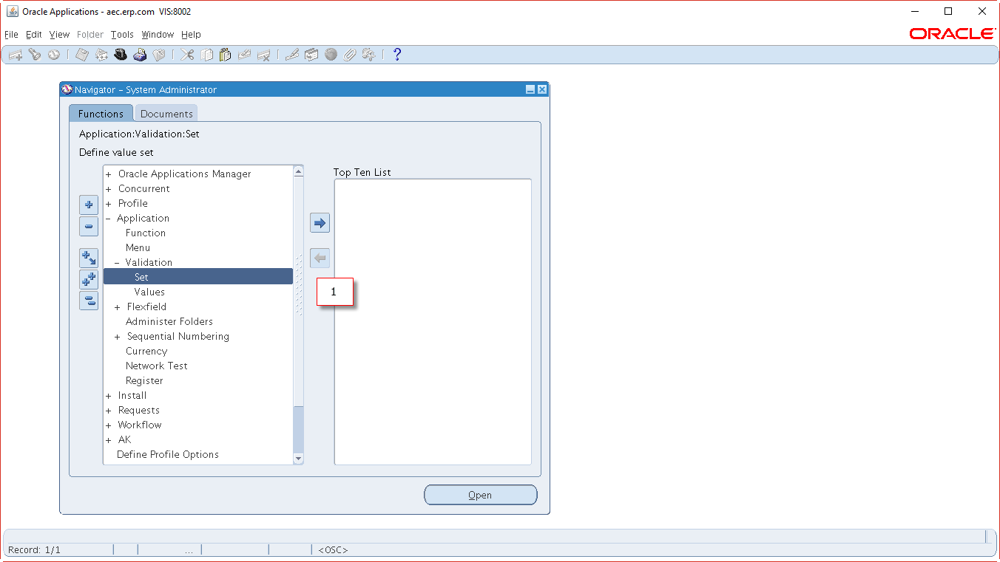 Oracle Applications - aec.erp.com  VIS:8002
File Edit View Folder Tools Window Help
ORACLE
?
Navigator – System Administrator
Functions Documents
Application:Validation:Set
Define value set
Top Ten List
+ Oracle Applications Manager
+ Concurrent
+ Profile
– Application
Function
Menu
– Validation
Set
Values
+ Flexfield
Administer Folders
+ Sequential Numbering
Currency
Network Test
Register
+ Install
+ Requests
+ Workflow
+ AK
Define Profile Options
1
Open
Record: 1/1 ... <OSC>